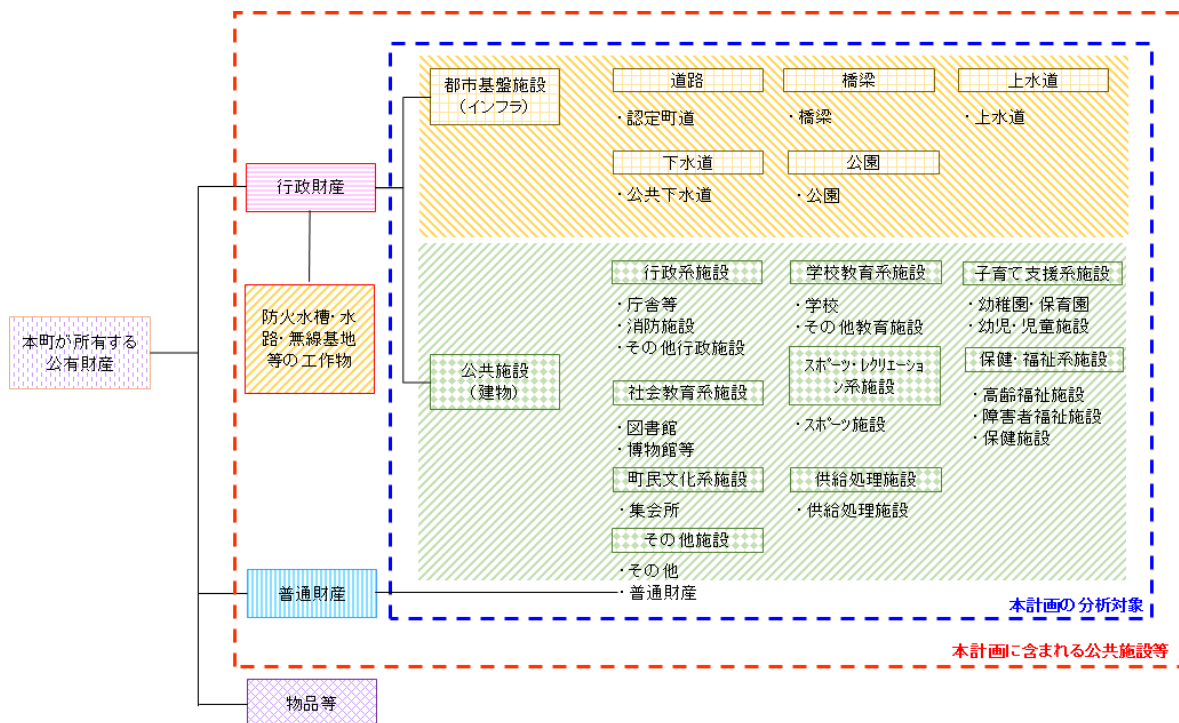 本町が所有する
公有財産
行政財産
防火水槽・水
路・無線基地
等の工作物
普通財産
物品等
都市基盤施設
（インフラ）
道路
・認定町道
橋梁
・橋梁
上水道
・上水道
下水道
・公共下水道
公園
・公園
公共施設
（建物）
行政系施設
・庁舎等
・消防施設
・その他行政施設
学校教育系施設
・学校
・その他教育施設
子育て支援系施設
・幼稚園・保育園
・幼児・児童施設
社会教育系施設
・図書館
・博物館等
スポーツ・レクリエーショ
ン系施設
・スポーツ施設
保健・福祉系施設
・高齢福祉施設
・障害者福祉施設
・保健施設
町民文化系施設
・集会所
供給処理施設
・供給処理施設
その他施設
・その他
・普通財産
本計画の分析対象
本計画に含まれる公共施設等